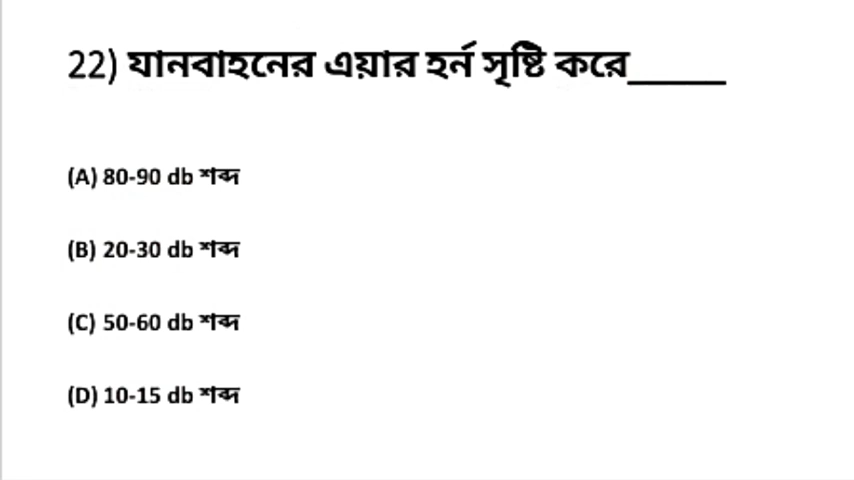 22) যানবাহনের এয়ার হর্ন সৃষ্টি করে_____
(A) 80-90 db শব্দ
(B) 20-30 db শব্দ
(C) 50-60 db শব্দ
(D) 10-15 db শব্দ